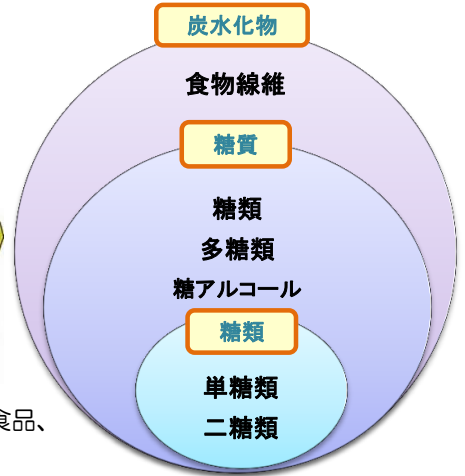 炭水化物
食物線維
糖質
糖類
多糖類
糖アルコール
糖類
単糖類
二糖類
食品、